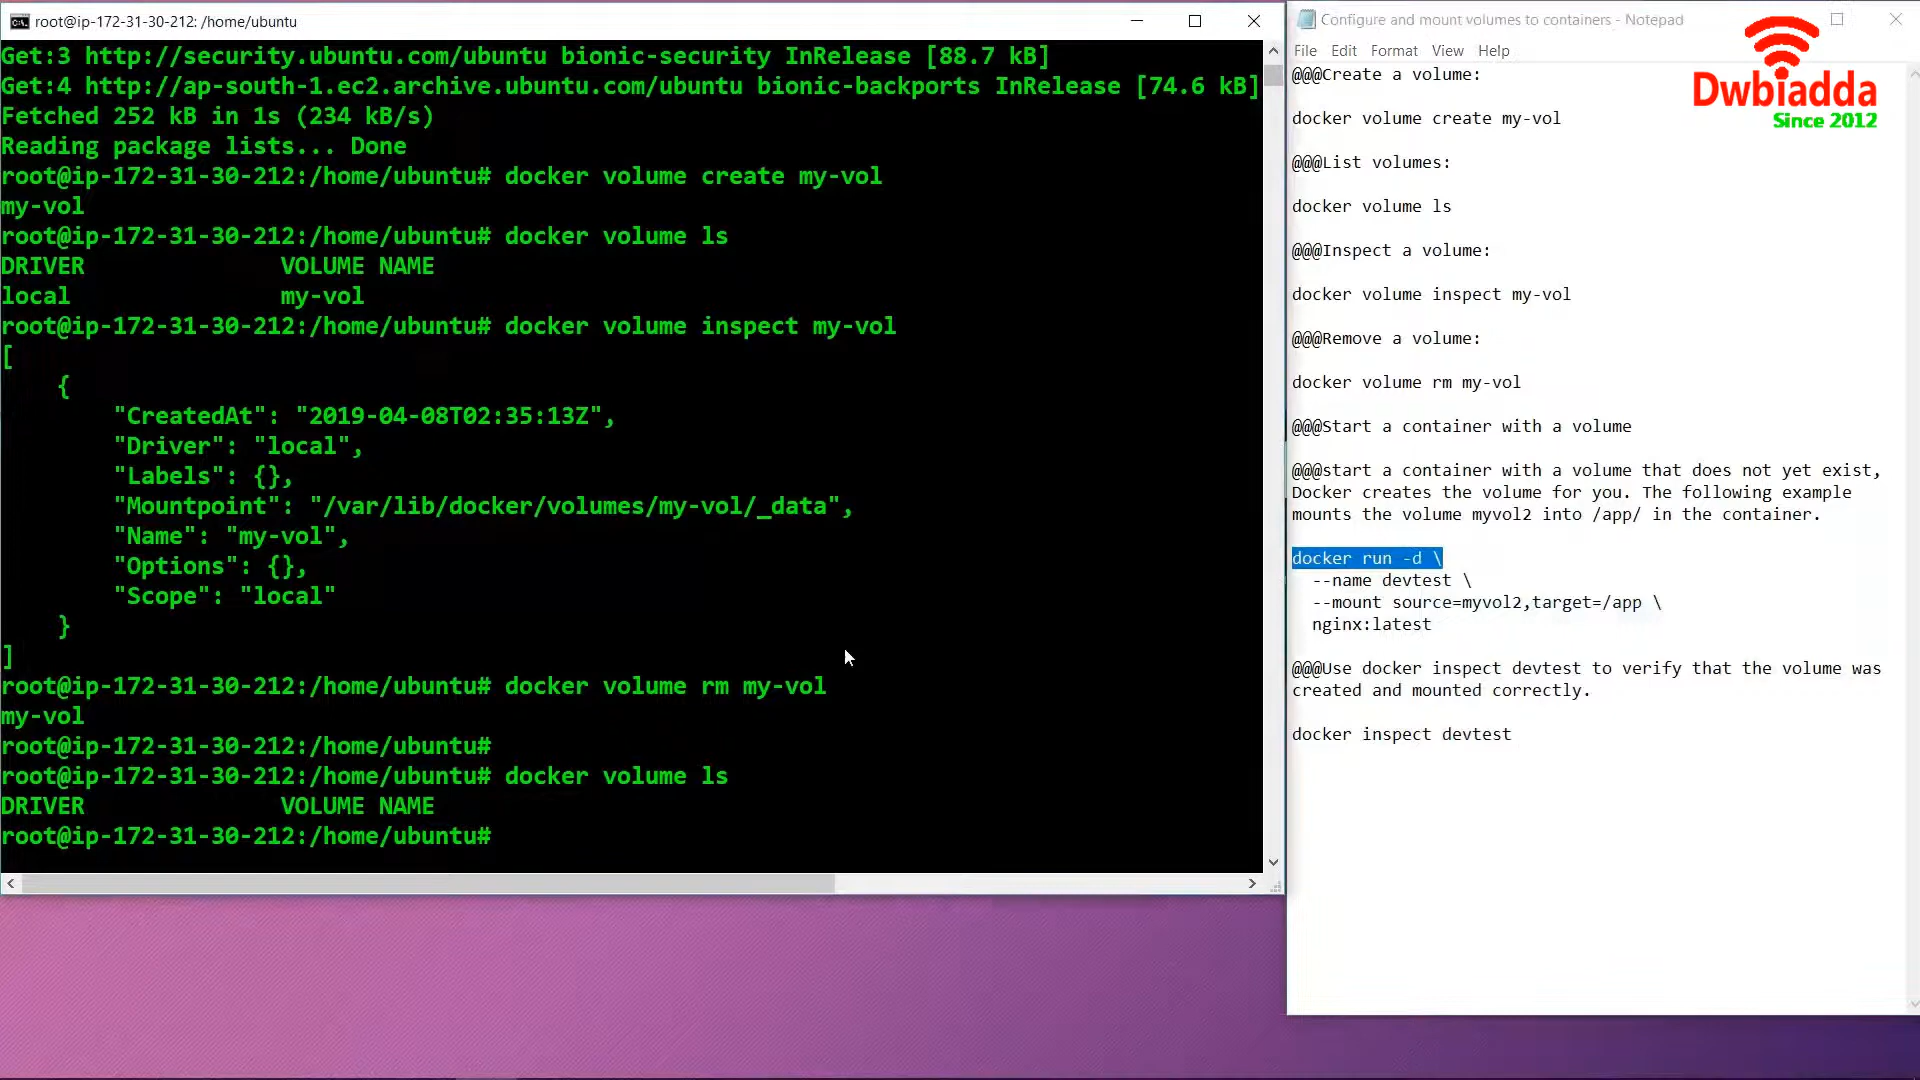 root@ip-172-31-30-212: /home/ubuntu
Get:3 http://security.ubuntu.com/ubuntu bionic-security InRelease [88.7 kB]
Get:4 http://ap-south-1.ec2.archive.ubuntu.com/ubuntu bionic-backports InRelease [74.6 kB]
Fetched 252 kB in 1s (234 kB/s)
Reading package lists... Done
root@ip-172-31-30-212:/home/ubuntu# docker volume create my-vol
my-vol
root@ip-172-31-30-212:/home/ubuntu# docker volume ls
DRIVER              VOLUME NAME
local               my-vol
root@ip-172-31-30-212:/home/ubuntu# docker volume inspect my-vol
[
    {
        "CreatedAt": "2019-04-08T02:35:13Z",
        "Driver": "local",
        "Labels": {},
        "Mountpoint": "/var/lib/docker/volumes/my-vol/_data",
        "Name": "my-vol",
        "Options": {},
        "Scope": "local"
    }
]
root@ip-172-31-30-212:/home/ubuntu# docker volume rm my-vol
my-vol
root@ip-172-31-30-212:/home/ubuntu#
root@ip-172-31-30-212:/home/ubuntu# docker volume ls
DRIVER              VOLUME NAME
root@ip-172-31-30-212:/home/ubuntu#
Configure and mount volumes to containers - Notepad
File Edit Format View Help
Dwbiadda
Since 2012
@@@Create a volume:
docker volume create my-vol
@@@List volumes:
docker volume ls
@@@Inspect a volume:
docker volume inspect my-vol
@@@Remove a volume:
docker volume rm my-vol
@@@Start a container with a volume
@@@start a container with a volume that does not yet exist,
Docker creates the volume for you. The following example
mounts the volume myvol2 into /app/ in the container.
docker run -d \
  --name devtest \
  --mount source=myvol2,target=/app \
  nginx:latest
@@@Use docker inspect devtest to verify that the volume was
created and mounted correctly.
docker inspect devtest